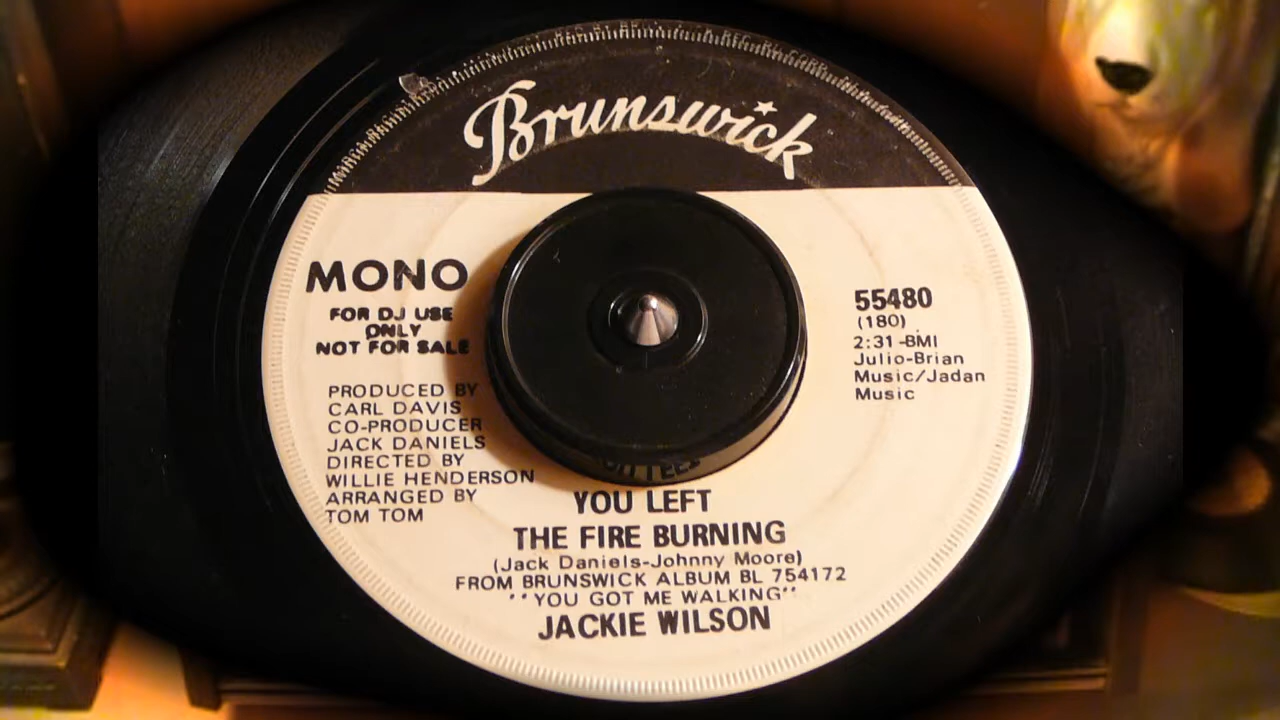 Brunswick
MONO
FOR DJ USE
ONLY
NOT FOR SALE
PRODUCED BY
CARL DAVIS
CO-PRODUCER
JACK DANIELS
DIRECTED BY
WILLIE HENDERSON
ARRANGED BY
TOM TOM
55480
(180)
2:31-BMI
Julio-Brian
Music/Jadan
Music
YOU LEFT
THE FIRE BURNING
(Jack Daniels-Johnny Moore)
FROM BRUNSWICK ALBUM BL 754172
''YOU GOT ME WALKING''
JACKIE WILSON